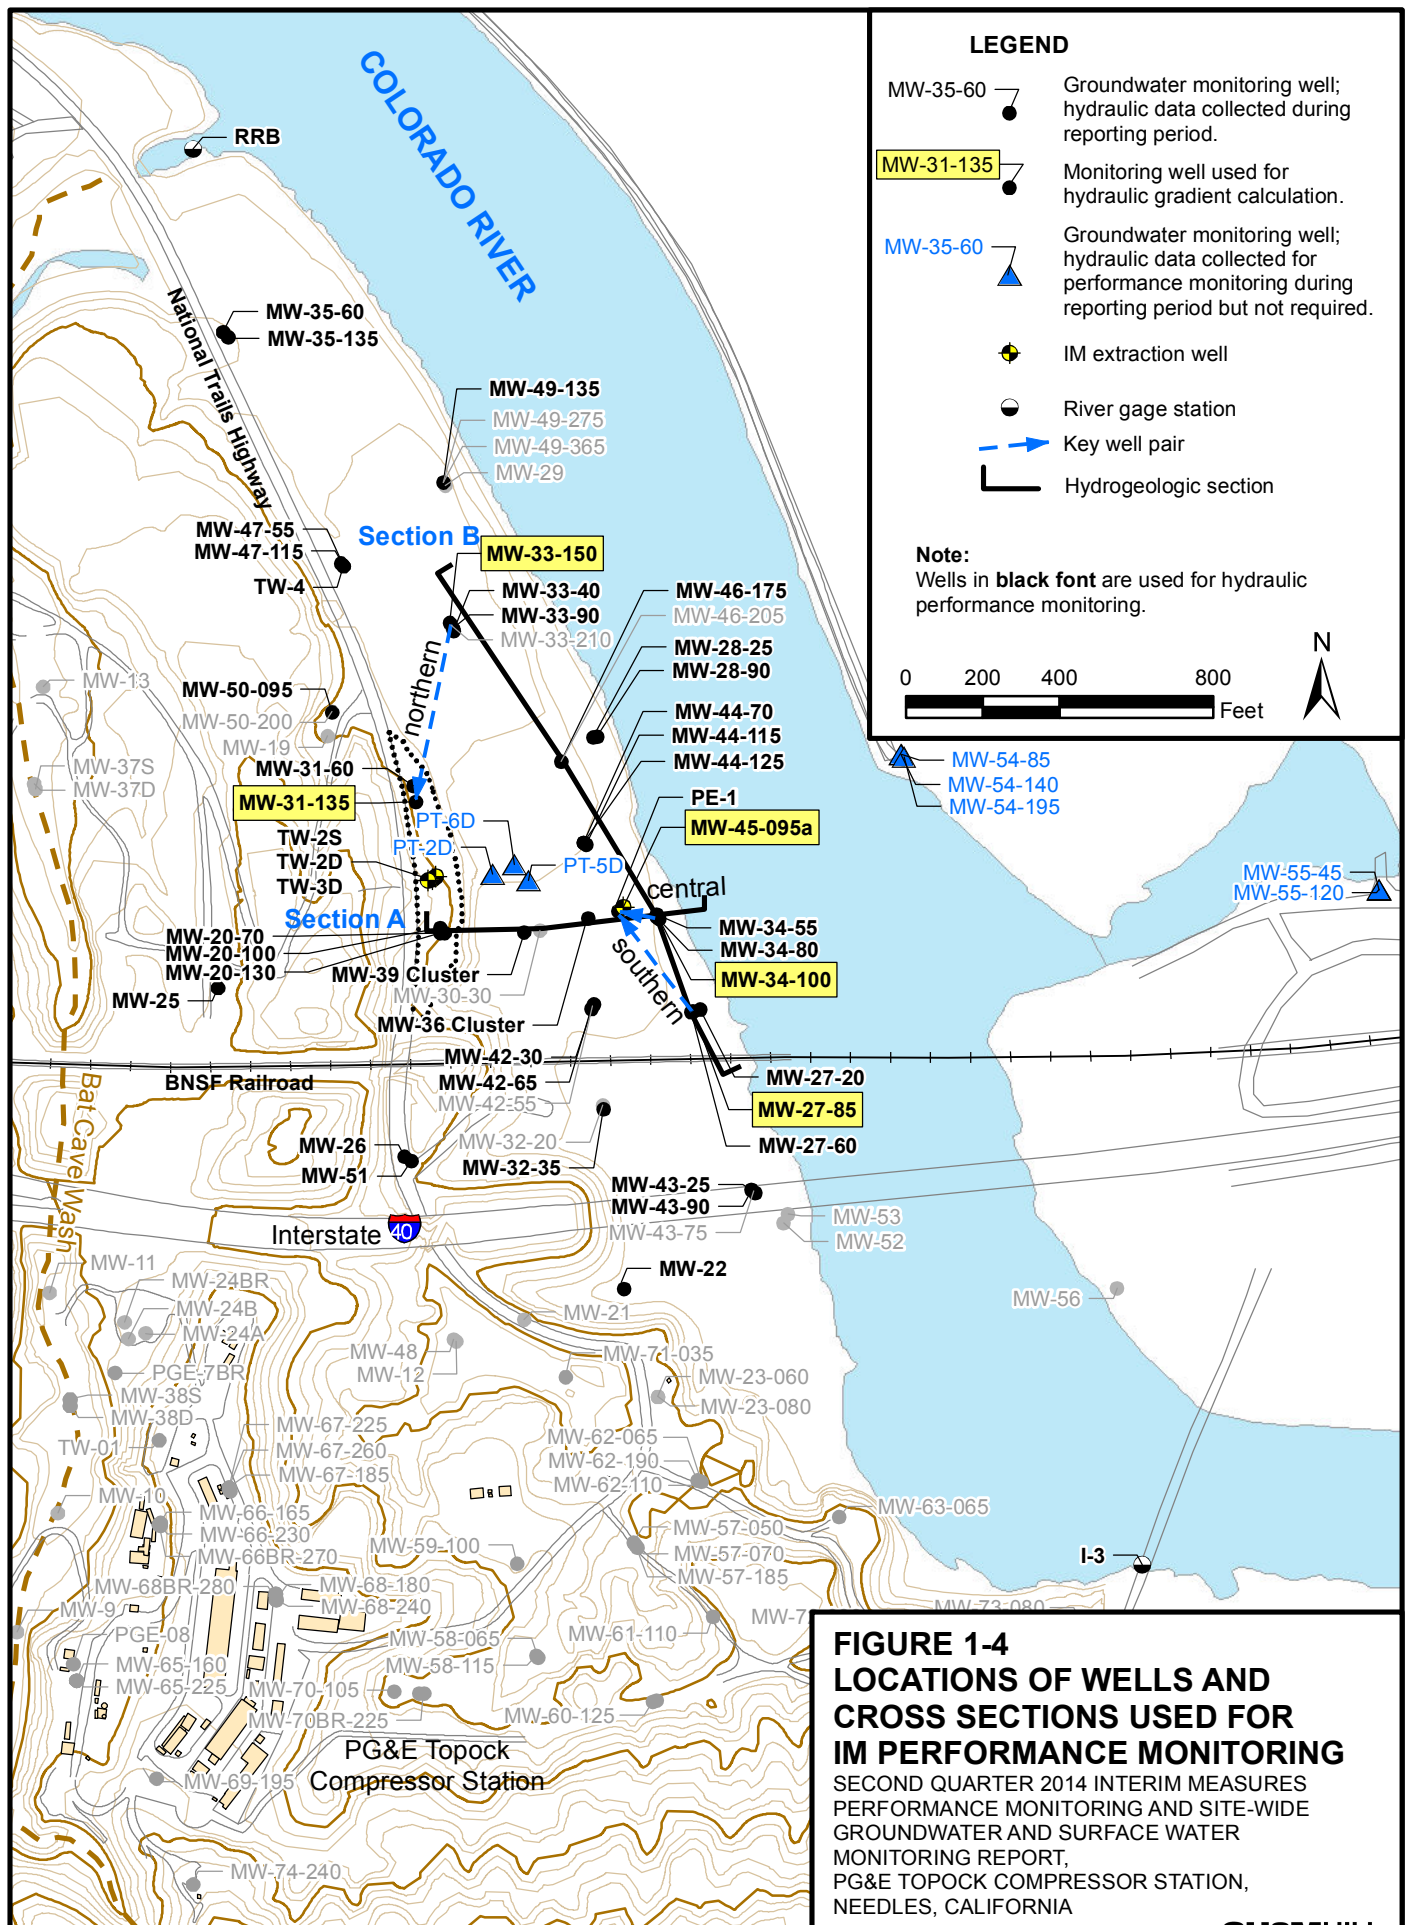 LEGEND
MW-35-60
Groundwater monitoring well;
hydraulic data collected during
reporting period.
MW-31-135
Monitoring well used for
hydraulic gradient calculation.
MW-35-60
Groundwater monitoring well;
hydraulic data collected for
performance monitoring during
reporting period but not required.
IM extraction well
River gage station
Key well pair
Hydrogeologic section
Note:
Wells in black font are used for hydraulic
performance monitoring.
N
0 200 400 800
Feet
COLORADO RIVER
RRB
National Trails Highway
MW-35-60
MW-35-135
MW-49-135
MW-49-275
MW-49-365
MW-29
MW-47-55
MW-47-115
TW-4
Section B
MW-33-150
MW-33-40
MW-33-90
MW-33-210
MW-46-175
MW-46-205
MW-28-25
MW-28-90
northern
MW-13
MW-50-095
MW-50-200
MW-19
MW-44-70
MW-44-115
MW-44-125
MW-37S
MW-37D
MW-31-60
MW-31-135
PE-1
MW-45-095a
MW-54-85
MW-54-140
MW-54-195
PT-6D
PT-2D
PT-5D
TW-2S
TW-2D
TW-3D
central
MW-55-45
MW-55-120
Section A
MW-20-70
MW-20-100
MW-20-130
MW-25
MW-39 Cluster
MW-30-30
MW-36 Cluster
southern
MW-34-55
MW-34-80
MW-34-100
MW-42-30
MW-42-65
MW-42-55
BNSF Railroad
MW-27-20
MW-27-85
MW-27-60
Bat Cave Wash
MW-26
MW-51
MW-32-20
MW-32-35
MW-43-25
MW-43-90
MW-43-75
MW-53
MW-52
Interstate
40
MW-11
MW-24BR
MW-24B
MW-24A
MW-22
MW-21
MW-56
MW-48
MW-12
MW-71-035
MW-23-060
MW-23-080
PGE-7BR
MW-38S
MW-38D
TW-01
MW-67-225
MW-67-260
MW-67-185
MW-62-065
MW-62-190
MW-62-110
MW-10
MW-66-165
MW-66-230
MW-66BR-270
MW-63-065
MW-57-050
MW-57-070
MW-57-185
MW-59-100
I-3
MW-68BR-280
MW-68-180
MW-68-240
MW-9
PGE-08
MW-65-160
MW-65-225
MW-58-065
MW-58-115
MW-61-110
MW-7
MW-73-080
MW-70-105
MW-70BR-225
MW-60-125
PG&E Topock
Compressor Station
MW-69-195
MW-74-240
FIGURE 1-4
LOCATIONS OF WELLS AND
CROSS SECTIONS USED FOR
IM PERFORMANCE MONITORING
SECOND QUARTER 2014 INTERIM MEASURES
PERFORMANCE MONITORING AND SITE-WIDE
GROUNDWATER AND SURFACE WATER
MONITORING REPORT,
PG&E TOPOCK COMPRESSOR STATION,
NEEDLES, CALIFORNIA